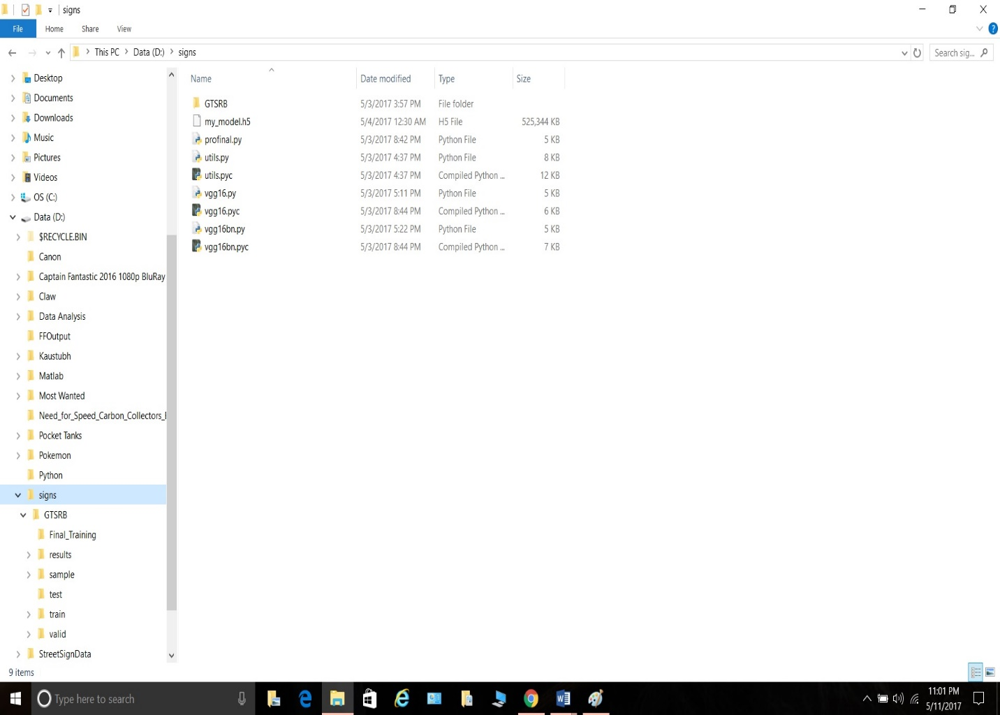 signs
File Home Share View
This PC Data (D:) signs
Search sig...
Desktop
Documents
Downloads
Music
Pictures
Videos
OS (C:)
Data (D:)
$RECYCLE.BIN
Canon
Captain Fantastic 2016 1080p BluRay
Claw
Data Analysis
FFOutput
Kaustubh
Matlab
Most Wanted
Need_for_Speed_Carbon_Collectors_
Pocket Tanks
Pokemon
Python
signs
GTSRB
Final_Training
results
sample
test
train
valid
StreetSignData
Name Date modified Type Size
GTSRB 5/3/2017 3:57 PM File folder
my_model.h5 5/4/2017 12:30 AM H5 File 525,344 KB
profinal.py 5/3/2017 8:42 PM Python File 5 KB
utils.py 5/3/2017 4:37 PM Python File 8 KB
utils.pyc 5/3/2017 4:37 PM Compiled Python ... 12 KB
vgg16.py 5/3/2017 5:11 PM Python File 5 KB
vgg16.pyc 5/3/2017 8:44 PM Compiled Python ... 6 KB
vgg16bn.py 5/3/2017 5:22 PM Python File 5 KB
vgg16bn.pyc 5/3/2017 8:44 PM Compiled Python ... 7 KB
9 items
Type here to search
11:01 PM
5/11/2017